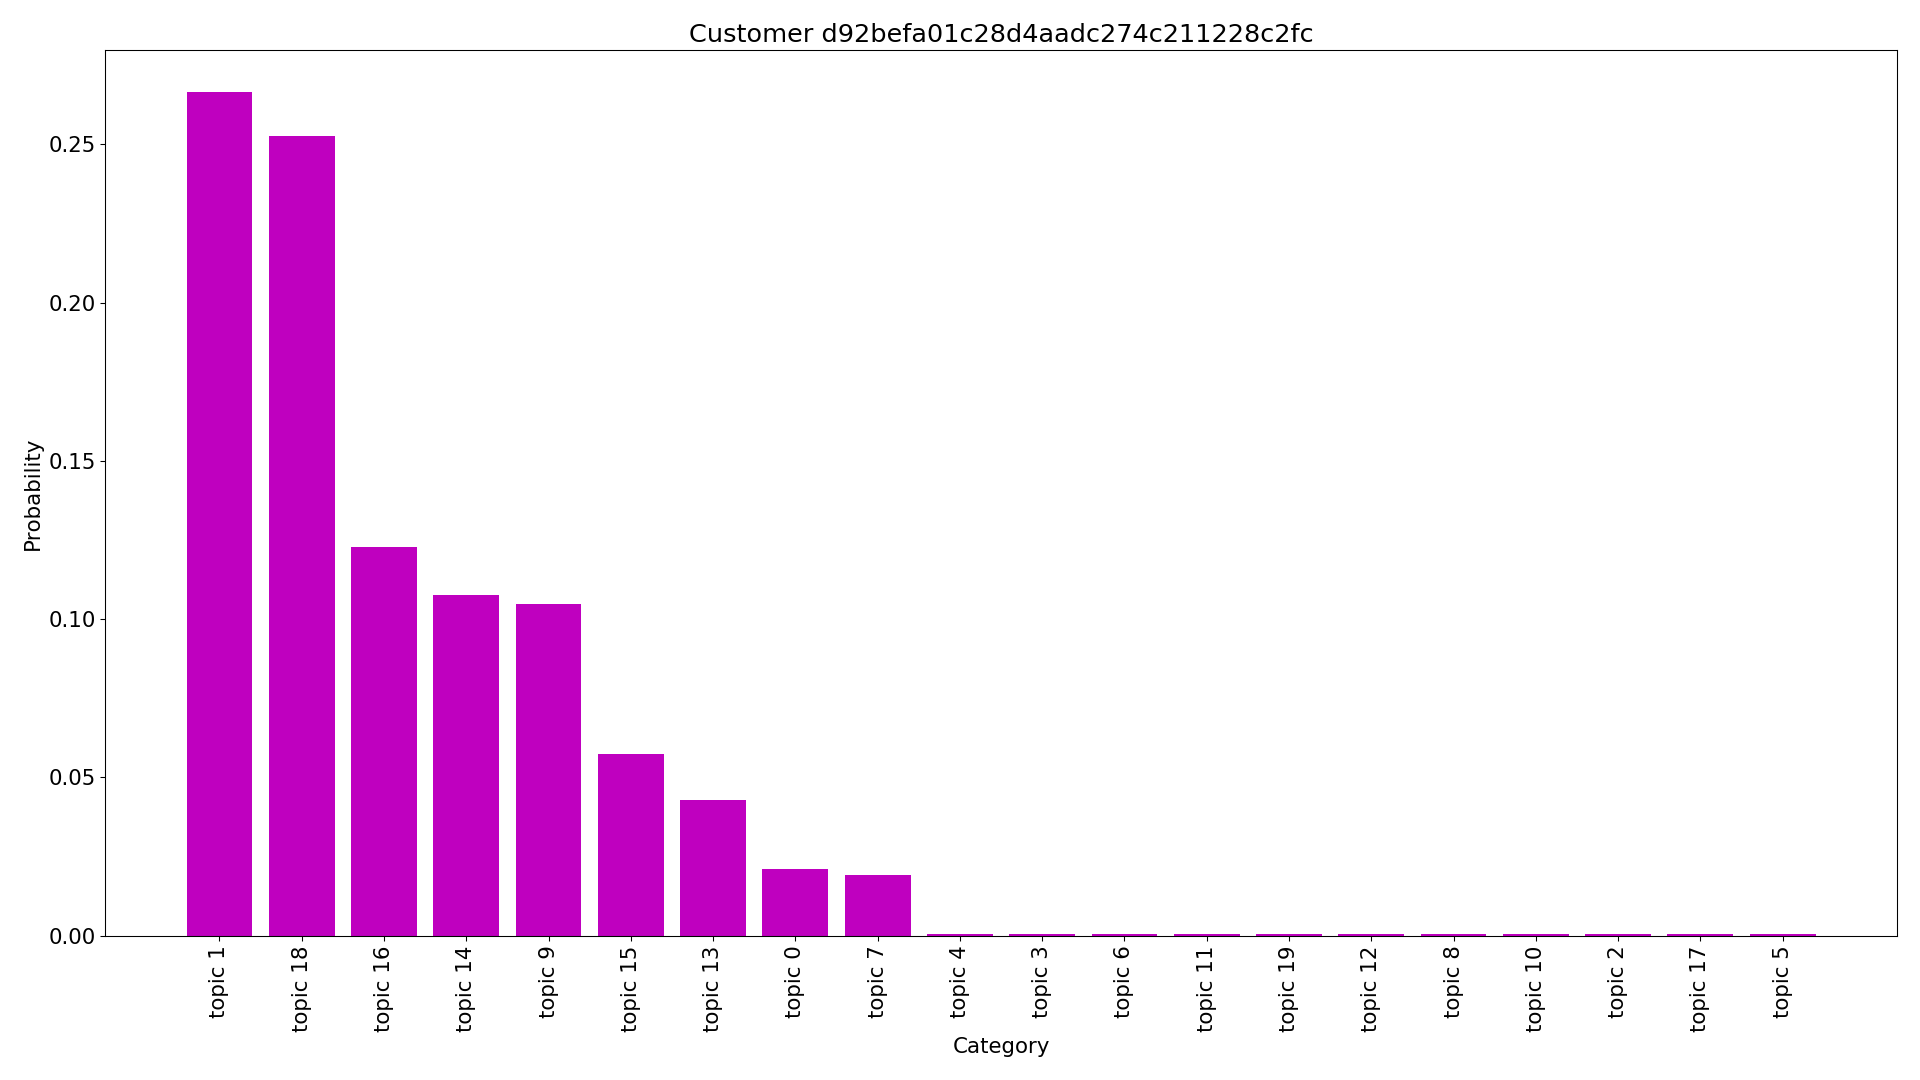 Customer d92befa01c28d4aadc274c211228c2fc
Probability
0.25
0.20
0.15
0.10
0.05
0.00
topic 1
topic 18
topic 16
topic 14
topic 9
topic 15
topic 13
topic 0
topic 7
topic 4
topic 3
topic 6
topic 11
topic 19
topic 12
topic 8
topic 10
topic 2
topic 17
topic 5
Category